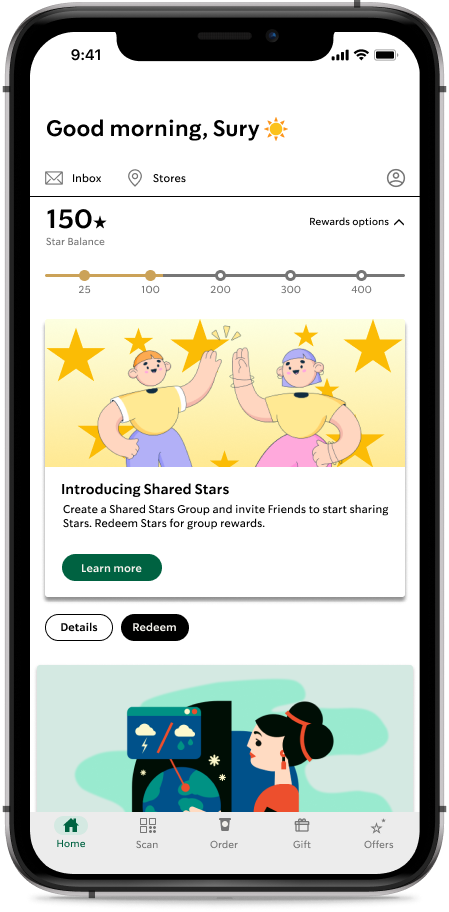 9:41
Good morning, Sury
Inbox
Stores
150★
Rewards options
Star Balance
25
100
200
300
400
Introducing Shared Stars
Create a Shared Stars Group and invite Friends to start sharing
Stars. Redeem Stars for group rewards.
Learn more
Details
Redeem
Home
Scan
Order
Gift
Offers